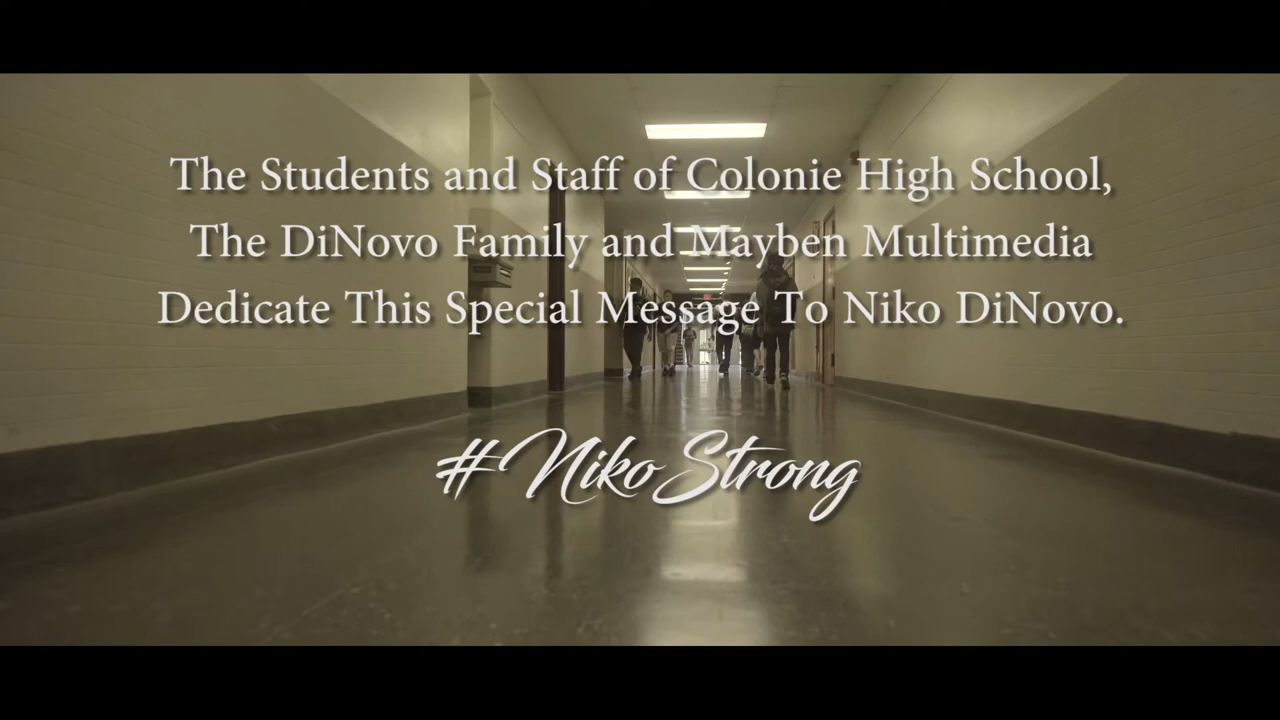 The Students and Staff of Colonie High School,
The DiNovo Family and Mayben Multimedia
Dedicate This Special Message To Niko DiNovo.
#NikoStrong